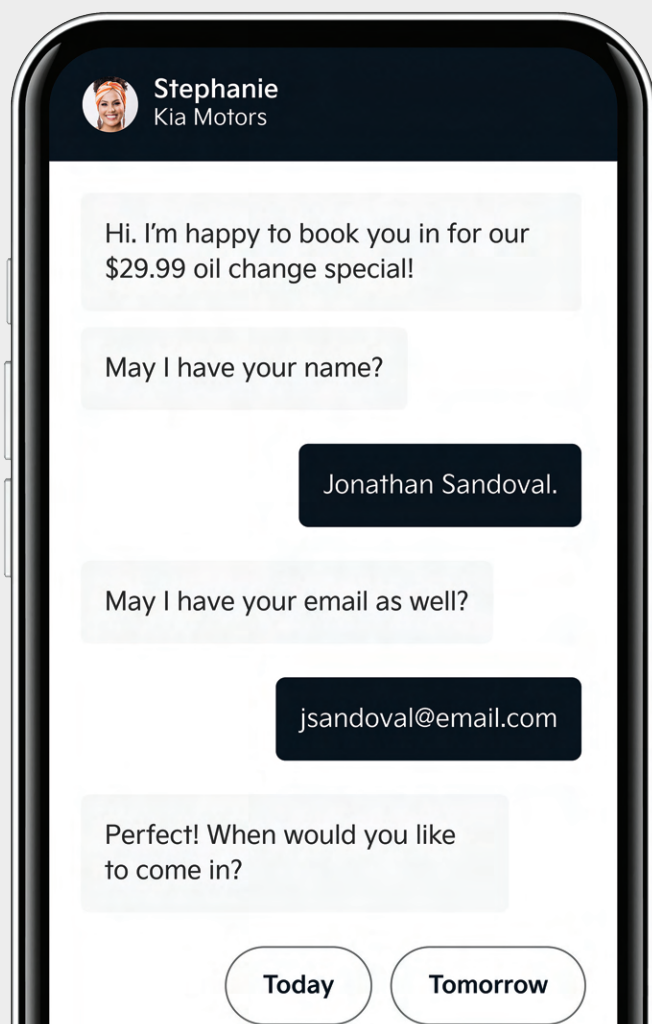 Stephanie
Kia Motors
Hi. I'm happy to book you in for our
$29.99 oil change special!
May I have your name?
Jonathan Sandoval.
May I have your email as well?
jsandoval@email.com
Perfect! When would you like
to come in?
Today
Tomorrow